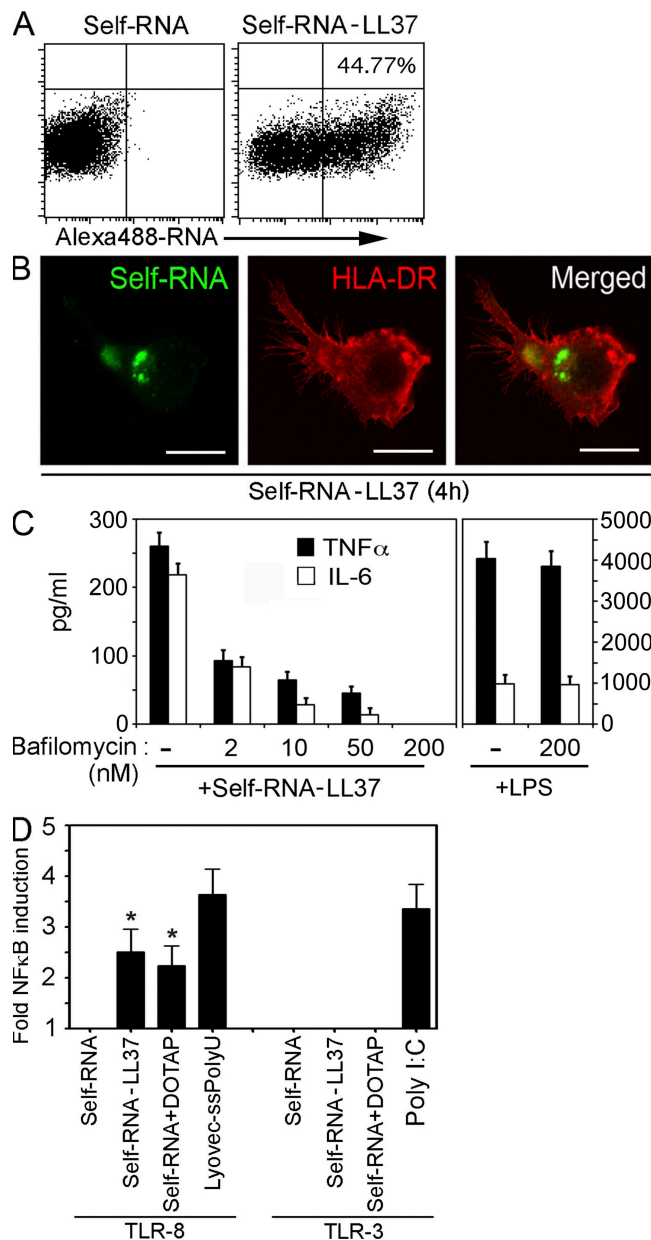 A
Self-RNA
Self-RNA-LL37
44.77%
Alexa488-RNA
B
Self-RNA
HLA-DR
Merged
Self-RNA-LL37 (4h)
C
pg/ml
300
200
100
0
TNFα
IL-6
5000
4000
3000
2000
1000
0
Bafilomycin :
(nM)
– 2 10 50 200
– 200
+Self-RNA-LL37
+LPS
D
Fold NFκB induction
5
4
3
2
1
*
*
Self-RNA
Self-RNA-LL37
Self-RNA+DOTAP
Lyovec-ssPolyU
Self-RNA
Self-RNA-LL37
Self-RNA+DOTAP
Poly I:C
TLR-8
TLR-3